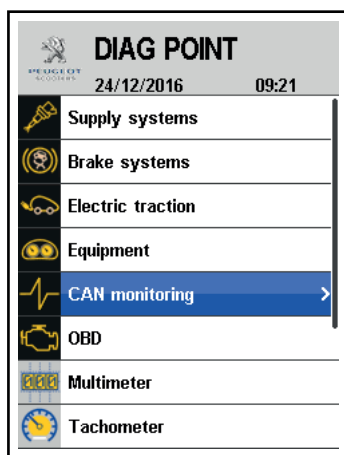 DIAG POINT
PEUGEOT
SCOOTERS
24/12/2016 09:21
Supply systems
Brake systems
Electric traction
Equipment
CAN monitoring
OBD
Multimeter
Tachometer